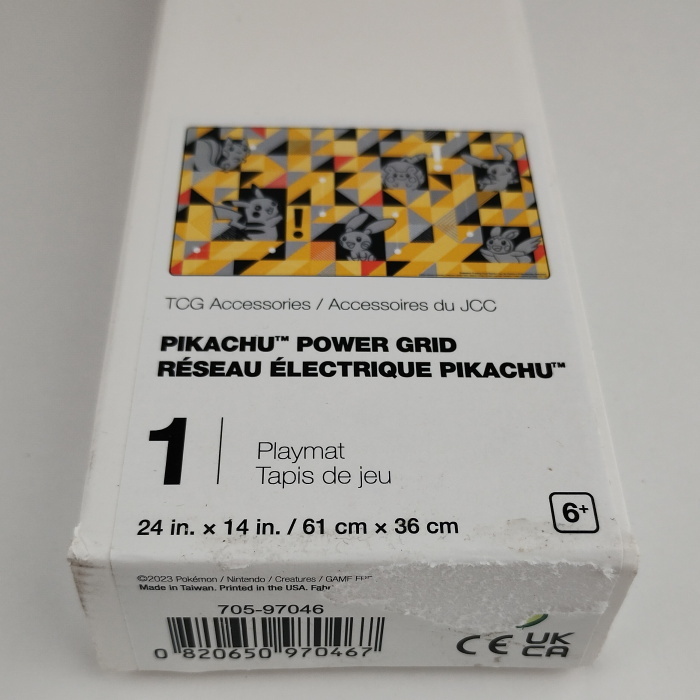 TCG Accessories / Accessoires du JCC
PIKACHU™ POWER GRID
RÉSEAU ÉLECTRIQUE PIKACHU™
1
Playmat
Tapis de jeu
24 in. × 14 in. / 61 cm × 36 cm
6+
©2023 Pokémon / Nintendo / Creatures / GAME
Made in Taiwan. Printed in the USA.
705-97046
0 820650 970467
CE UK CA